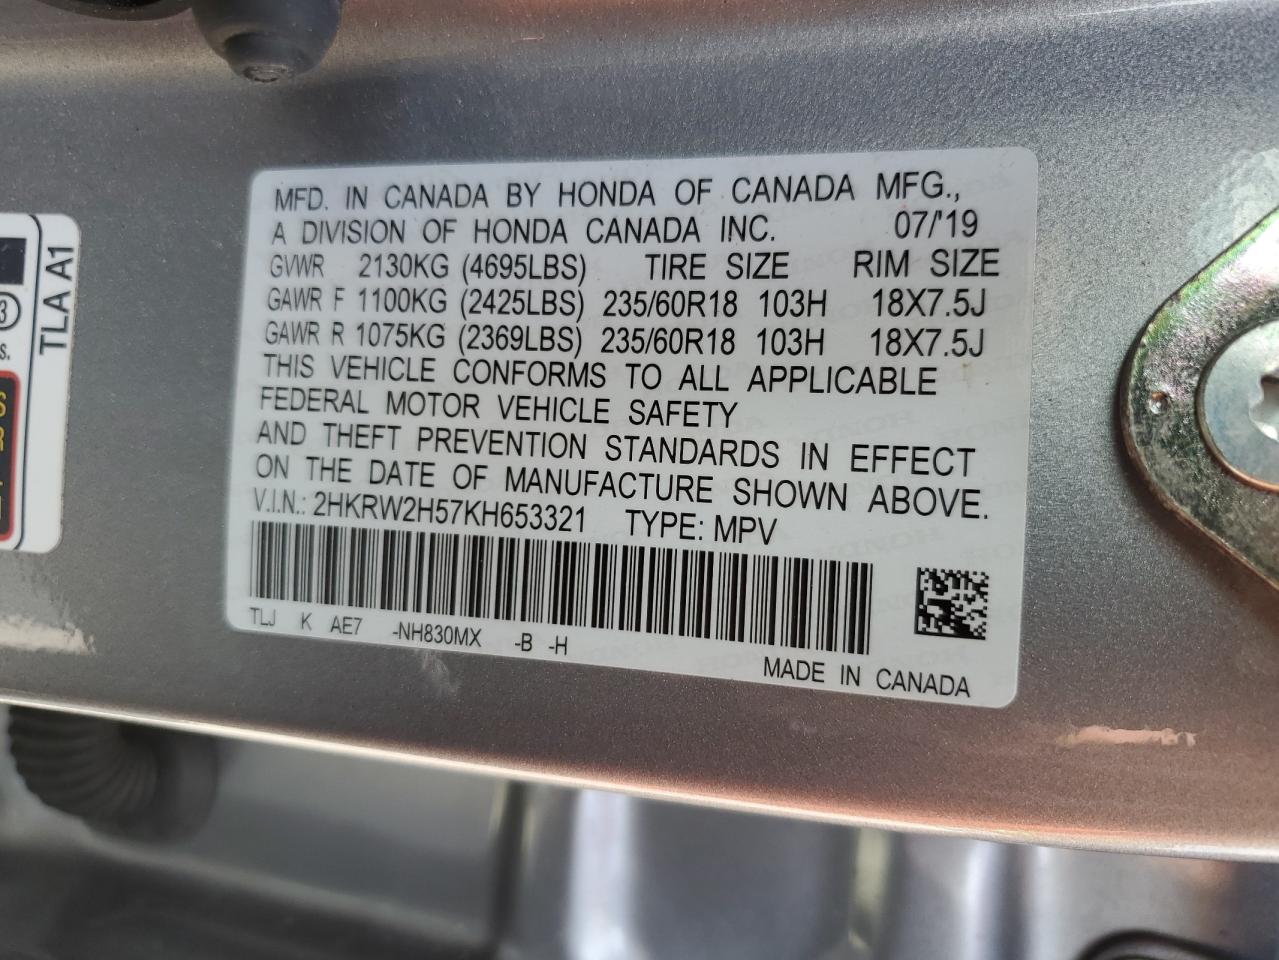 MFD. IN CANADA BY HONDA OF CANADA MFG.,
A DIVISION OF HONDA CANADA INC. 07/'19
GVWR 2130KG (4695LBS) TIRE SIZE RIM SIZE
GAWR F 1100KG (2425LBS) 235/60R18 103H 18X7.5J
GAWR R 1075KG (2369LBS) 235/60R18 103H 18X7.5J
THIS VEHICLE CONFORMS TO ALL APPLICABLE
FEDERAL MOTOR VEHICLE SAFETY
AND THEFT PREVENTION STANDARDS IN EFFECT
ON THE DATE OF MANUFACTURE SHOWN ABOVE.
V.I.N.: 2HKRW2H57KH653321 TYPE: MPV
TLJ K AE7 -NH830MX -B -H
MADE IN CANADA
TLA A1
3
s.